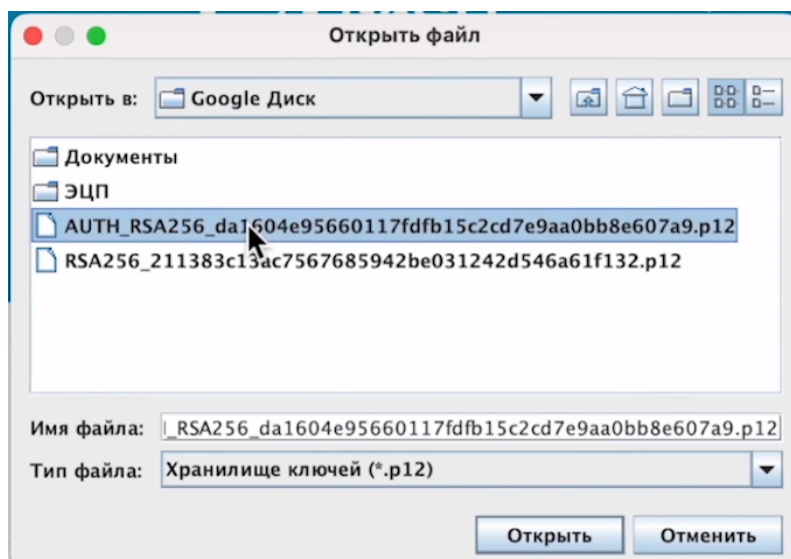 Открыть файл
Открыть в: Google Диск
Документы
ЭЦП
AUTH_RSA256_da1604e95660117fdfb15c2cd7e9aa0bb8e607a9.p12
RSA256_211383c13ac7567685942be031242d546a61f132.p12
Имя файла: _RSA256_da1604e95660117fdfb15c2cd7e9aa0bb8e607a9.p12
Тип файла: Хранилище ключей (*.p12)
Открыть Отменить